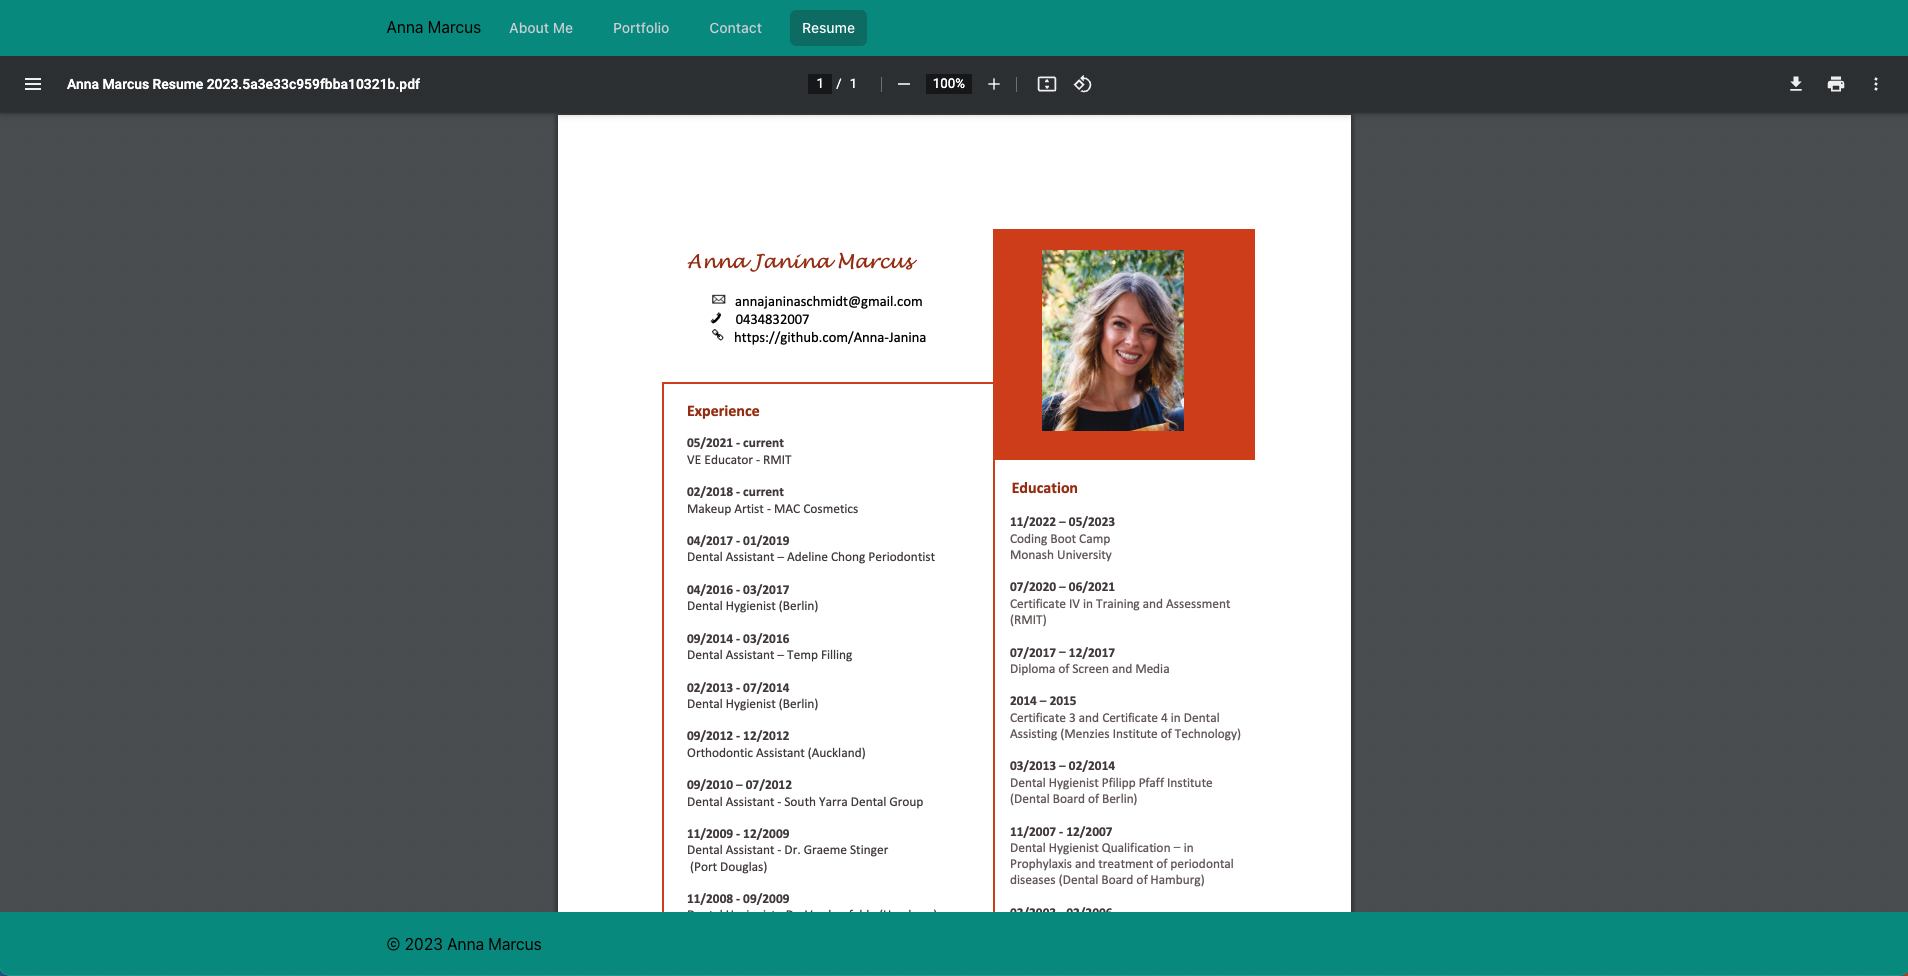 Anna Marcus About Me Portfolio Contact Resume
Anna Marcus Resume 2023.5a3e33c959fbba10321b.pdf 1 / 1 100%
Anna Janina Marcus
annajaninaschmidt@gmail.com
0434832007
https://github.com/Anna-Janina
Experience
05/2021 - current
VE Educator - RMIT
02/2018 - current
Makeup Artist - MAC Cosmetics
04/2017 - 01/2019
Dental Assistant – Adeline Chong Periodontist
04/2016 - 03/2017
Dental Hygienist (Berlin)
09/2014 - 03/2016
Dental Assistant – Temp Filling
02/2013 - 07/2014
Dental Hygienist (Berlin)
09/2012 - 12/2012
Orthodontic Assistant (Auckland)
09/2010 – 07/2012
Dental Assistant - South Yarra Dental Group
11/2009 - 12/2009
Dental Assistant - Dr. Graeme Stinger
(Port Douglas)
11/2008 - 09/2009
Education
11/2022 – 05/2023
Coding Boot Camp
Monash University
07/2020 – 06/2021
Certificate IV in Training and Assessment
(RMIT)
07/2017 – 12/2017
Diploma of Screen and Media
2014 – 2015
Certificate 3 and Certificate 4 in Dental
Assisting (Menzies Institute of Technology)
03/2013 – 02/2014
Dental Hygienist Pfilipp Pfaff Institute
(Dental Board of Berlin)
11/2007 - 12/2007
Dental Hygienist Qualification – in
Prophylaxis and treatment of periodontal
diseases (Dental Board of Hamburg)
© 2023 Anna Marcus